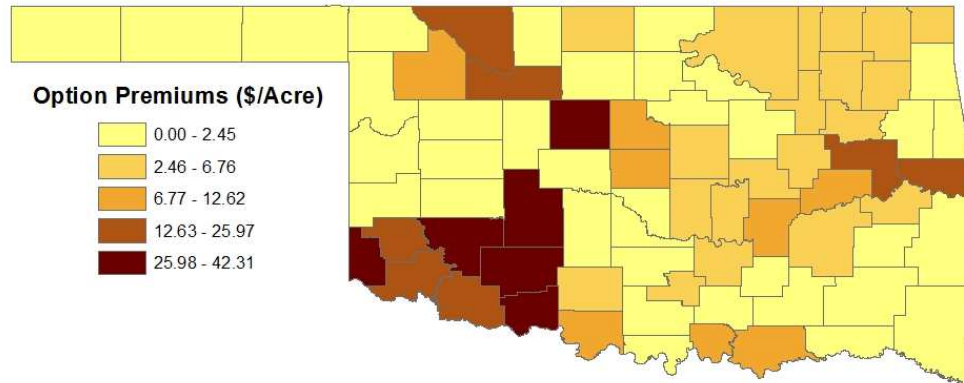 Option Premiums ($/Acre)
0.00 - 2.45
2.46 - 6.76
6.77 - 12.62
12.63 - 25.97
25.98 - 42.31